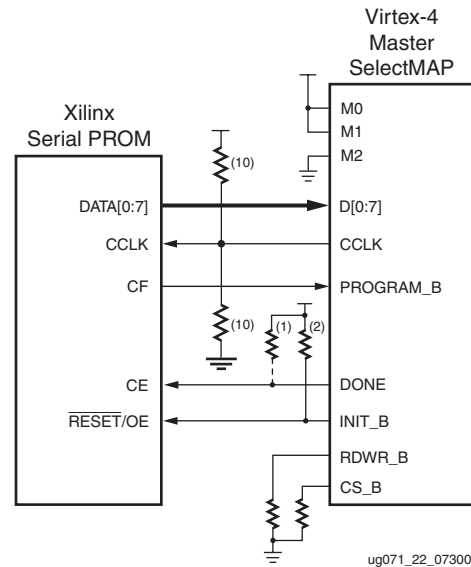 Virtex-4
Master
SelectMAP
Xilinx
Serial PROM
M0
M1
M2
(10)
DATA[0:7]
D[0:7]
CCLK
CCLK
CF
PROGRAM_B
(10)
(1)
(2)
CE
DONE
RESET/OE
INIT_B
RDWR_B
CS_B
ug071_22_07300